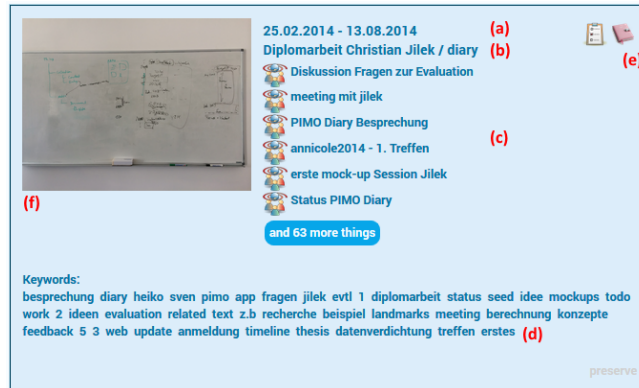 25.02.2014 - 13.08.2014 (a)
Diplomarbeit Christian Jilek / diary (b)
(e)
Diskussion Fragen zur Evaluation
meeting mit jilek
PIMO Diary Besprechung
(c)
annicole2014 - 1. Treffen
erste mock-up Session Jilek
Status PIMO Diary
(f)
and 63 more things
Keywords:
besprechung diary heiko sven pimo app fragen jilek evtl 1 diplomarbeit status seed idee mockups todo
work 2 ideen evaluation related text z.b recherche beispiel landmarks meeting berechnung konzepte
feedback 5 3 web update anmeldung timeline thesis datenverdichtung treffen erstes (d)
preserve